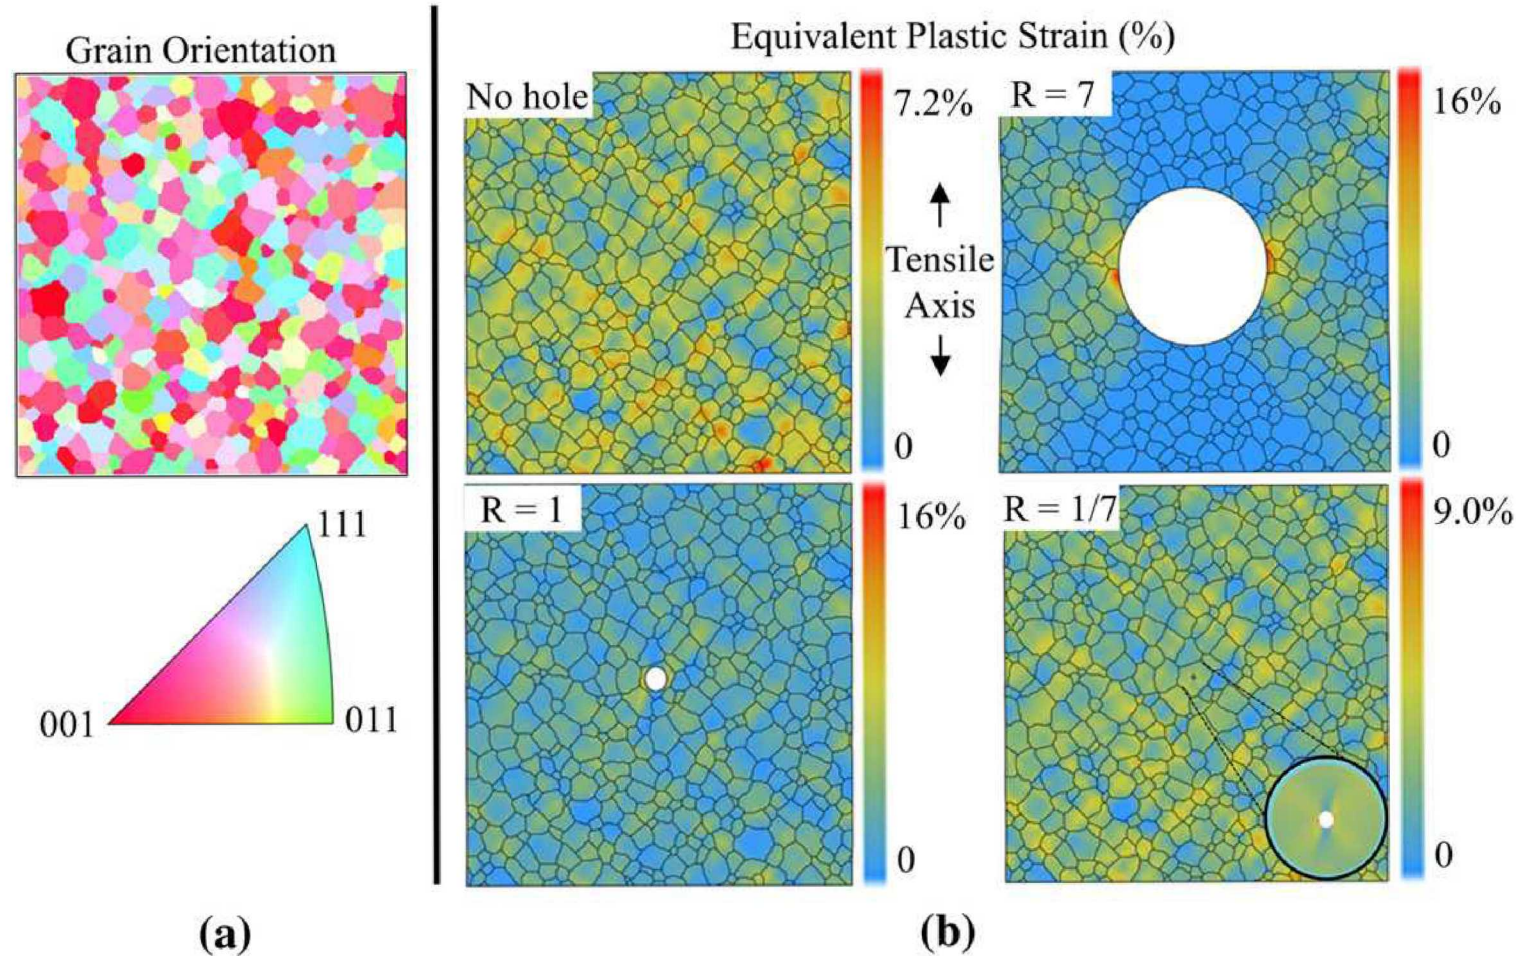 Grain Orientation
111
001
011
(a)
Equivalent Plastic Strain (%)
No hole
7.2%
0
Tensile
Axis
R = 7
16%
0
R = 1
16%
0
R = 1/7
9.0%
0
(b)